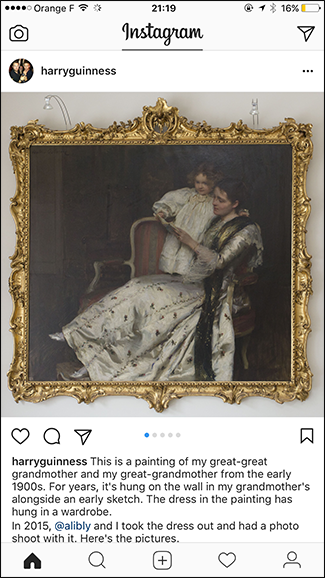 Orange F 21:19 16%
Instagram
harryguinness
harryguinness This is a painting of my great-great
grandmother and my great-grandmother from the early
1900s. For years, it's hung on the wall in my grandmother's
alongside an early sketch. The dress in the painting has
hung in a wardrobe.
In 2015, @alibly and I took the dress out and had a photo
shoot with it. Here's the pictures.